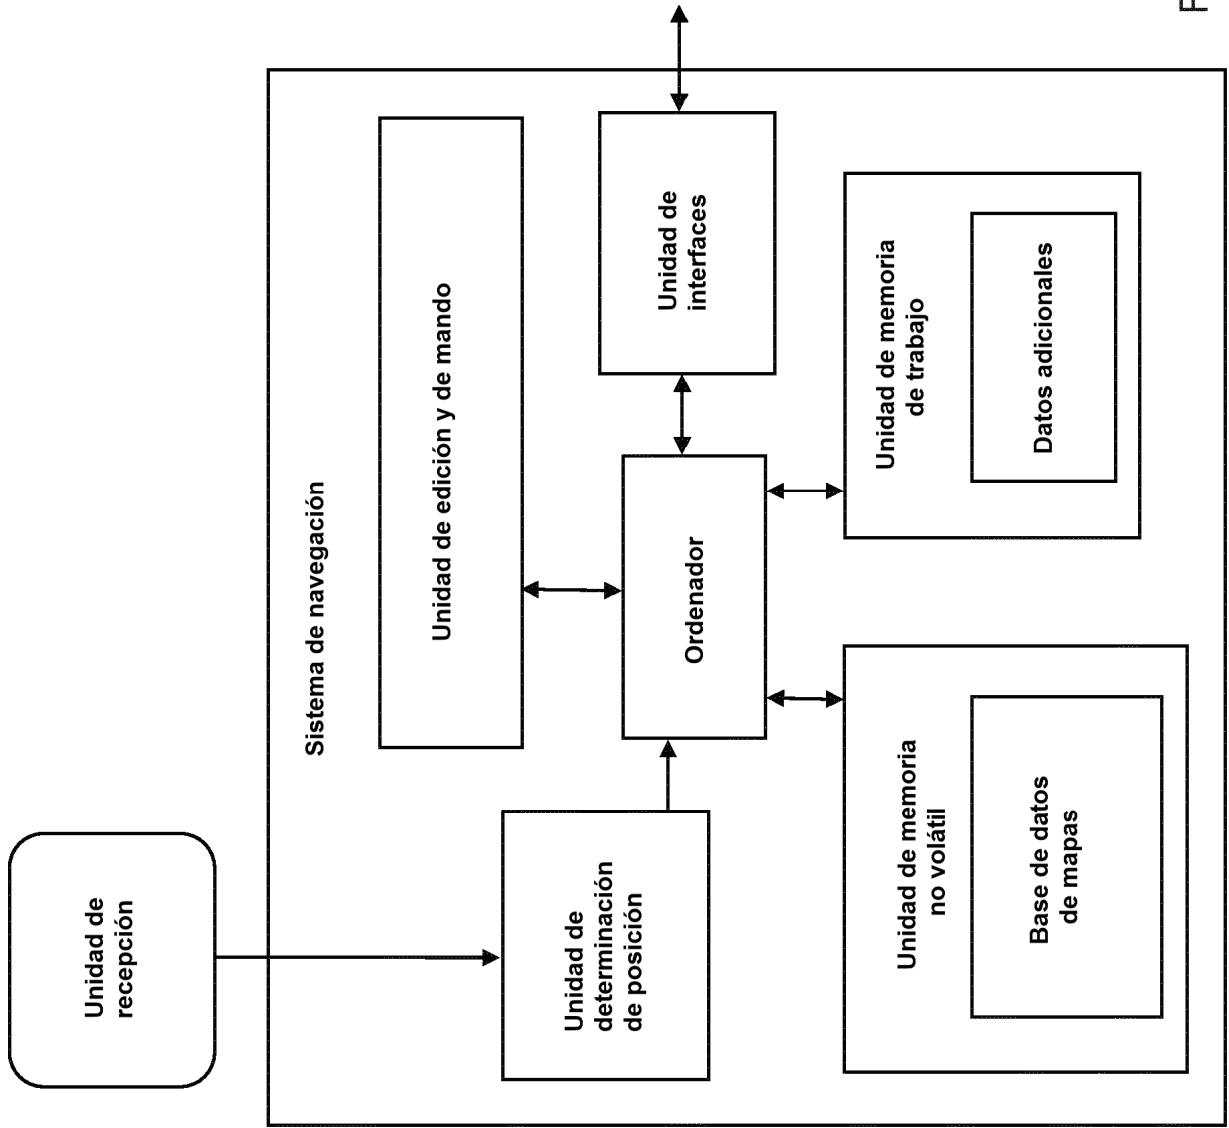 Unidad de
recepción
Sistema de navegación
Unidad de edición y de mando
Unidad de
determinación
de posición
Ordenador
Unidad de
interfaces
Unidad de memoria
no volátil
Base de datos
de mapas
Unidad de memoria
de trabajo
Datos adicionales